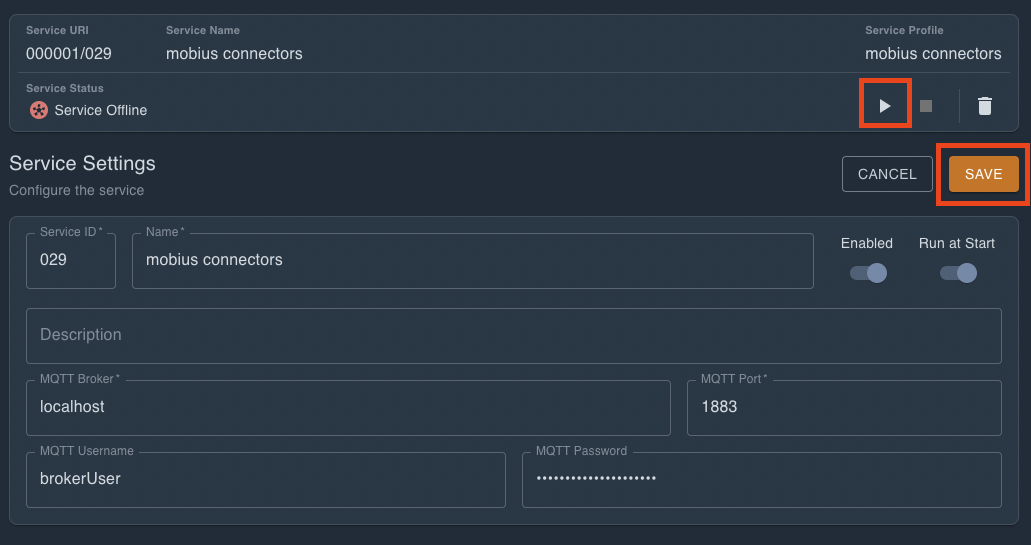 Service URI Service Name Service Profile
000001/029 mobius connectors mobius connectors
Service Status
Service Offline
Service Settings
Configure the service
CANCEL SAVE
Service ID * Name * Enabled Run at Start
029 mobius connectors
Description
MQTT Broker * MQTT Port *
localhost 1883
MQTT Username MQTT Password
brokerUser •••••••••••••••••••••